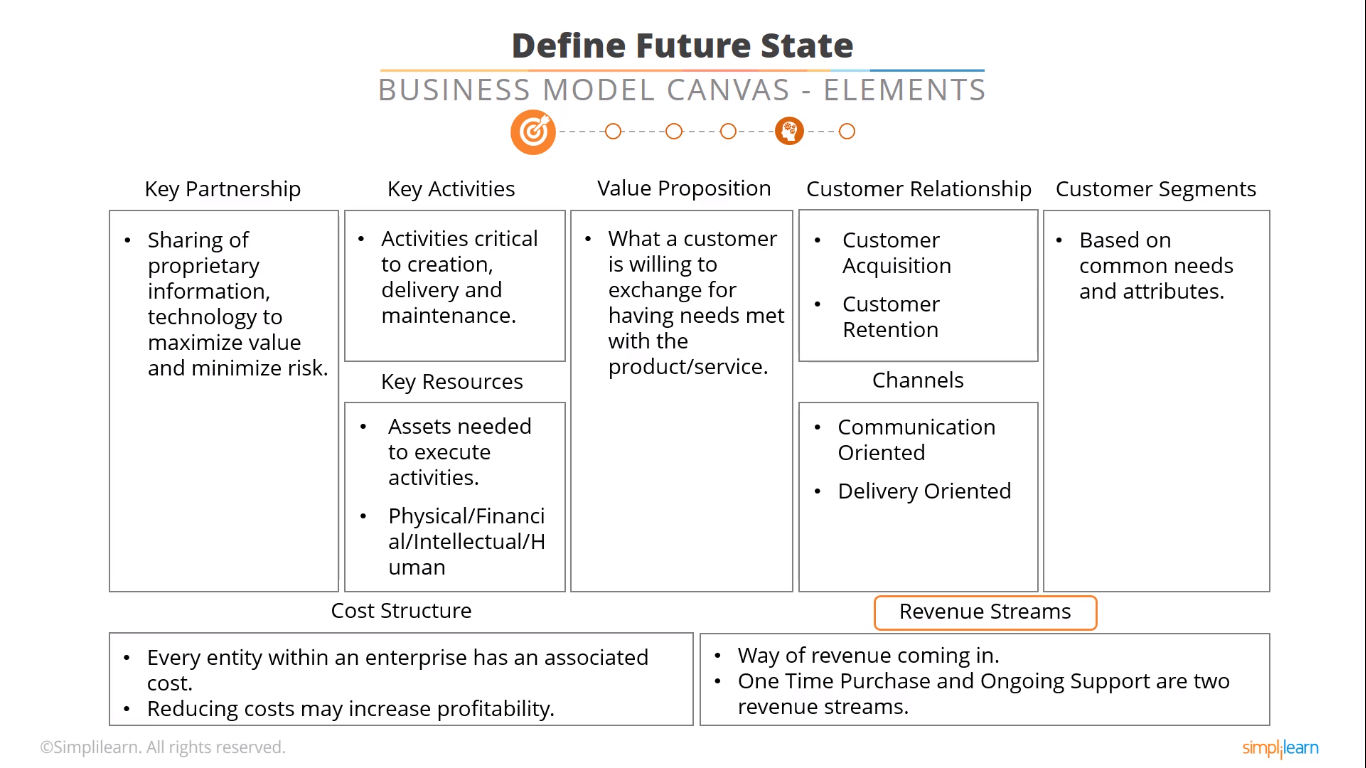 Define Future State
BUSINESS MODEL CANVAS - ELEMENTS
Key Partnership
• Sharing of
proprietary
information,
technology to
maximize value
and minimize risk.
Key Activities
• Activities critical
to creation,
delivery and
maintenance.
Key Resources
• Assets needed
to execute
activities.
• Physical/Financi
al/Intellectual/H
uman
Value Proposition
• What a customer
is willing to
exchange for
having needs met
with the
product/service.
Customer Relationship
• Customer
Acquisition
• Customer
Retention
Channels
• Communication
Oriented
• Delivery Oriented
Customer Segments
• Based on
common needs
and attributes.
Cost Structure
• Every entity within an enterprise has an associated
cost.
• Reducing costs may increase profitability.
Revenue Streams
• Way of revenue coming in.
• One Time Purchase and Ongoing Support are two
revenue streams.
©Simplilearn. All rights reserved.
simplilearn